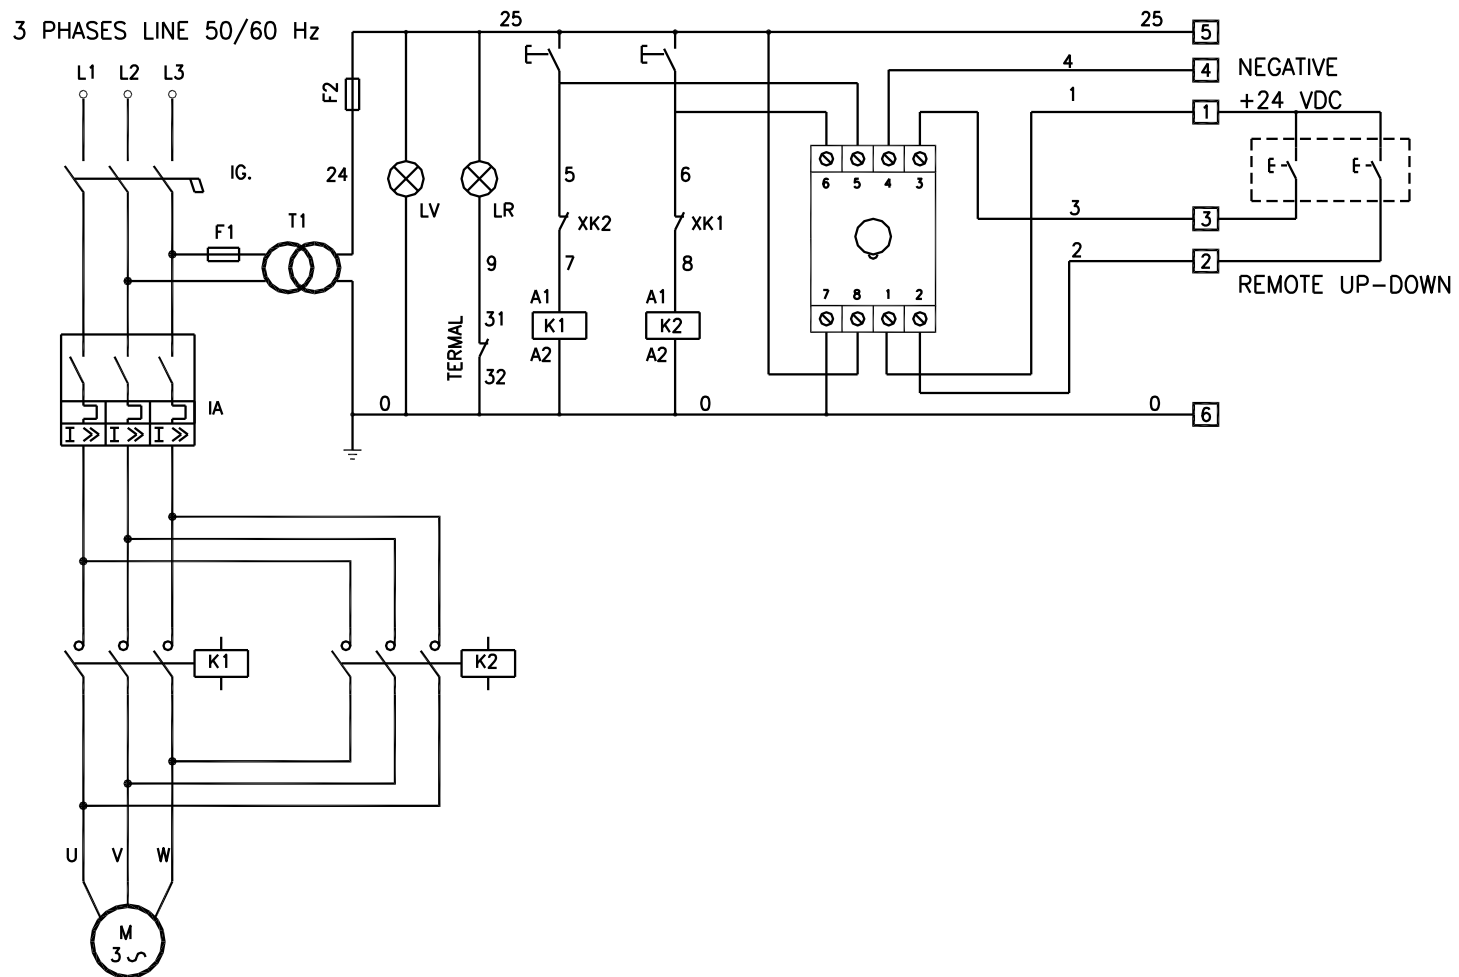 3 PHASES LINE 50/60 Hz
25
25
5
L1 L2 L3
F2
4
4
NEGATIVE
1
1
+24 VDC
IG.
24
5
6
6 5 4 3
LV
LR
T1
F1
XK2
XK1
3
3
9
7
8
2
2
REMOTE UP-DOWN
A1
A1
7 8 1 2
31
K1
K2
TERMAL
A2
A2
32
0
0
0
6
IA
I >> I >> I >>
K1
K2
U V W
M
3 ∿